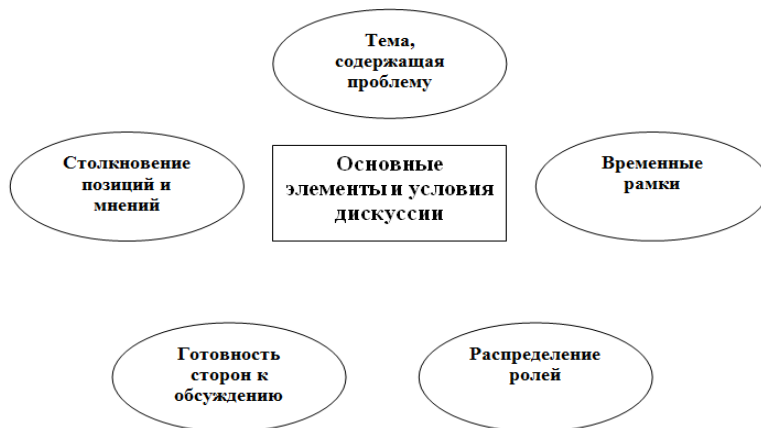 Тема,
содержащая
проблему
Столкновение
позиций и
мнений
Основные
элементы и условия
дискуссии
Временные
рамки
Готовность
сторон к
обсуждению
Распределение
ролей